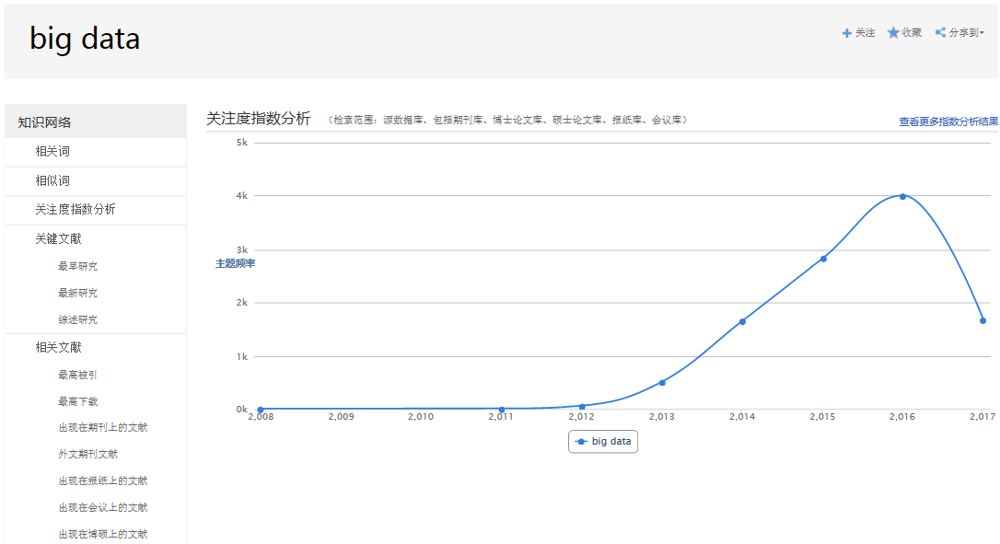 big data
关注 收藏 分享到
知识网络
相关词
相似词
关注度指数分析
关键文献
最早研究
最新研究
综述研究
相关文献
最高被引
最高下载
出现在期刊上的文献
外文期刊文献
出现在报纸上的文献
出现在会议上的文献
出现在博硕上的文献
关注度指数分析 （检索范围：源数据库，包括期刊库、博士论文库、硕士论文库、报纸库、会议库）
查看更多指数分析结果
5k
4k
3k
主题频率
2k
1k
0k
2,008 2,009 2,010 2,011 2,012 2,013 2,014 2,015 2,016 2,017
big data